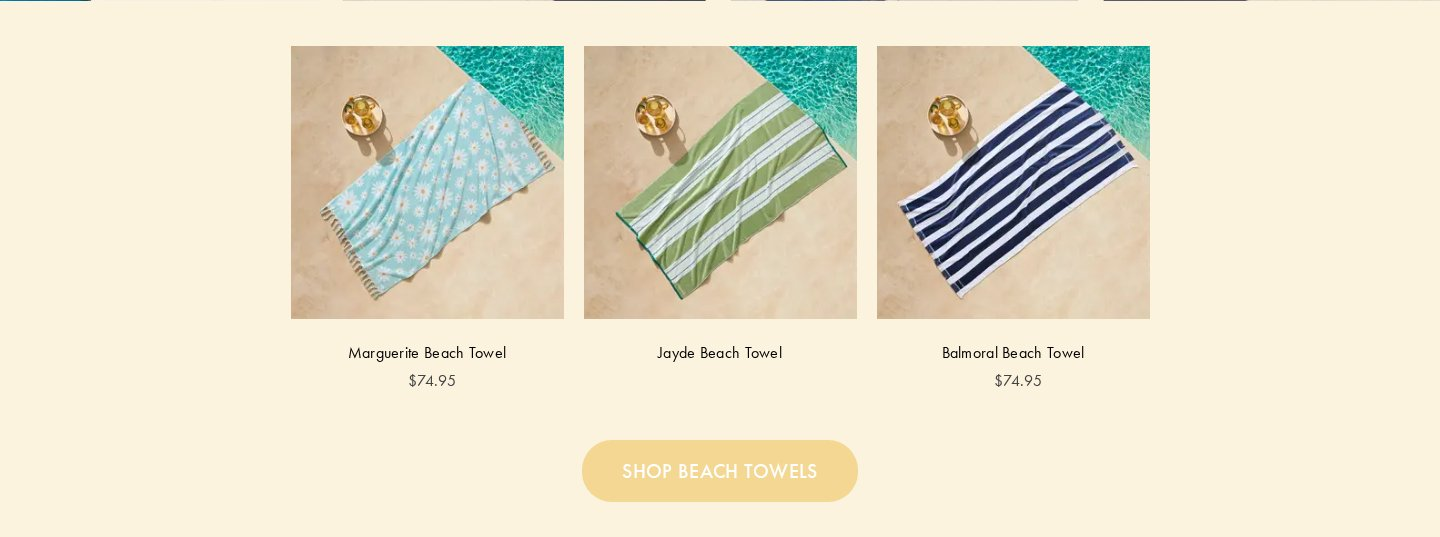 Marguerite Beach Towel
$74.95
Jayde Beach Towel
Balmoral Beach Towel
$74.95
SHOP BEACH TOWELS